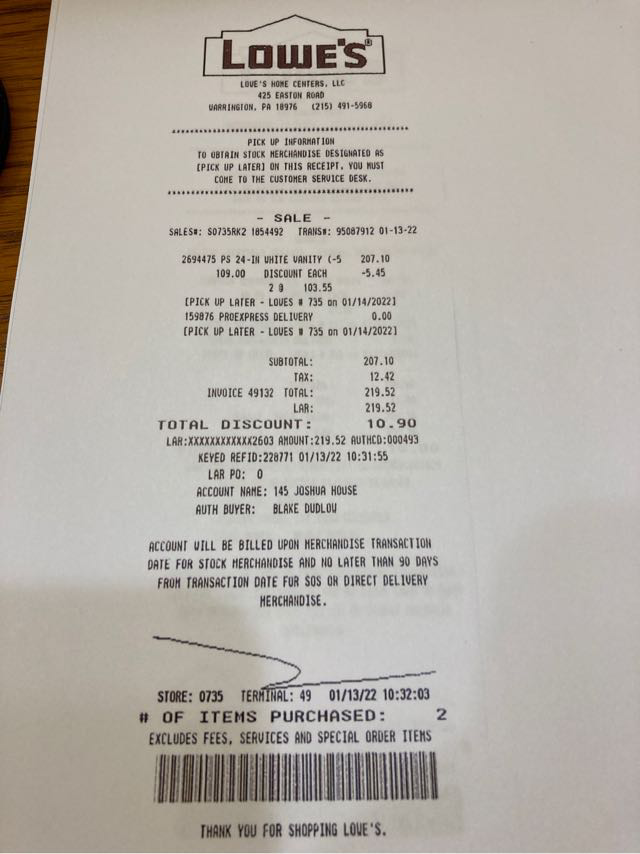 LOWE'S®
LOWE'S HOME CENTERS, LLC
425 EASTON ROAD
WARRINGTON, PA 18976 (215) 491-5968
PICK UP INFORMATION
TO OBTAIN STOCK MERCHANDISE DESIGNATED AS
[PICK UP LATER] ON THIS RECEIPT, YOU MUST
COME TO THE CUSTOMER SERVICE DESK.
- SALE -
SALES#: S0735RK2 1854492 TRANS#: 95087912 01-13-22
2694475 PS 24-IN WHITE VANITY (-5 207.10
109.00 DISCOUNT EACH -5.45
2 @ 103.55
[PICK UP LATER - LOWES # 735 on 01/14/2022]
159876 PROEXPRESS DELIVERY 0.00
[PICK UP LATER - LOWES # 735 on 01/14/2022]
SUBTOTAL: 207.10
TAX: 12.42
INVOICE 49132 TOTAL: 219.52
LAR: 219.52
TOTAL DISCOUNT: 10.90
LAR:XXXXXXXXXXXX2603 AMOUNT:219.52 AUTHCD:000493
KEYED REFID:228771 01/13/22 10:31:55
LAR PO: 0
ACCOUNT NAME: 145 JOSHUA HOUSE
AUTH BUYER: BLAKE DUDLOW
ACCOUNT WILL BE BILLED UPON MERCHANDISE TRANSACTION
DATE FOR STOCK MERCHANDISE AND NO LATER THAN 90 DAYS
FROM TRANSACTION DATE FOR SOS OR DIRECT DELIVERY
MERCHANDISE.
STORE: 0735 TERMINAL: 49 01/13/22 10:32:03
# OF ITEMS PURCHASED: 2
EXCLUDES FEES, SERVICES AND SPECIAL ORDER ITEMS
THANK YOU FOR SHOPPING LOWE'S.